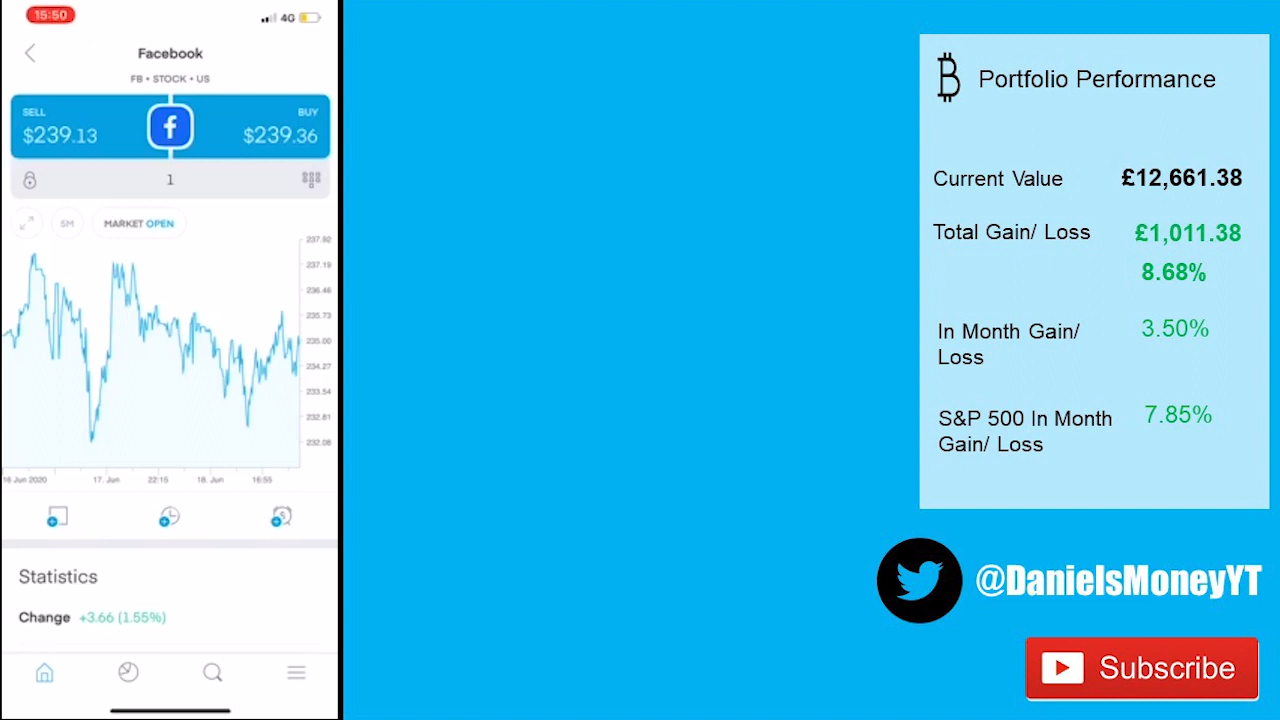 15:50
4G
Facebook
FB • STOCK • US
SELL
BUY
$239.13
$239.36
1
5M
MARKET OPEN
237.92
237.19
236.46
235.73
235.00
234.27
233.54
232.81
232.08
16 Jun 2020
17. Jun
22:15
18. Jun
16:55
Statistics
Change +3.66 (1.55%)
Portfolio Performance
Current Value £12,661.38
Total Gain/ Loss £1,011.38
8.68%
In Month Gain/ 3.50%
Loss
S&P 500 In Month 7.85%
Gain/ Loss
@DanielsMoneyYT
Subscribe